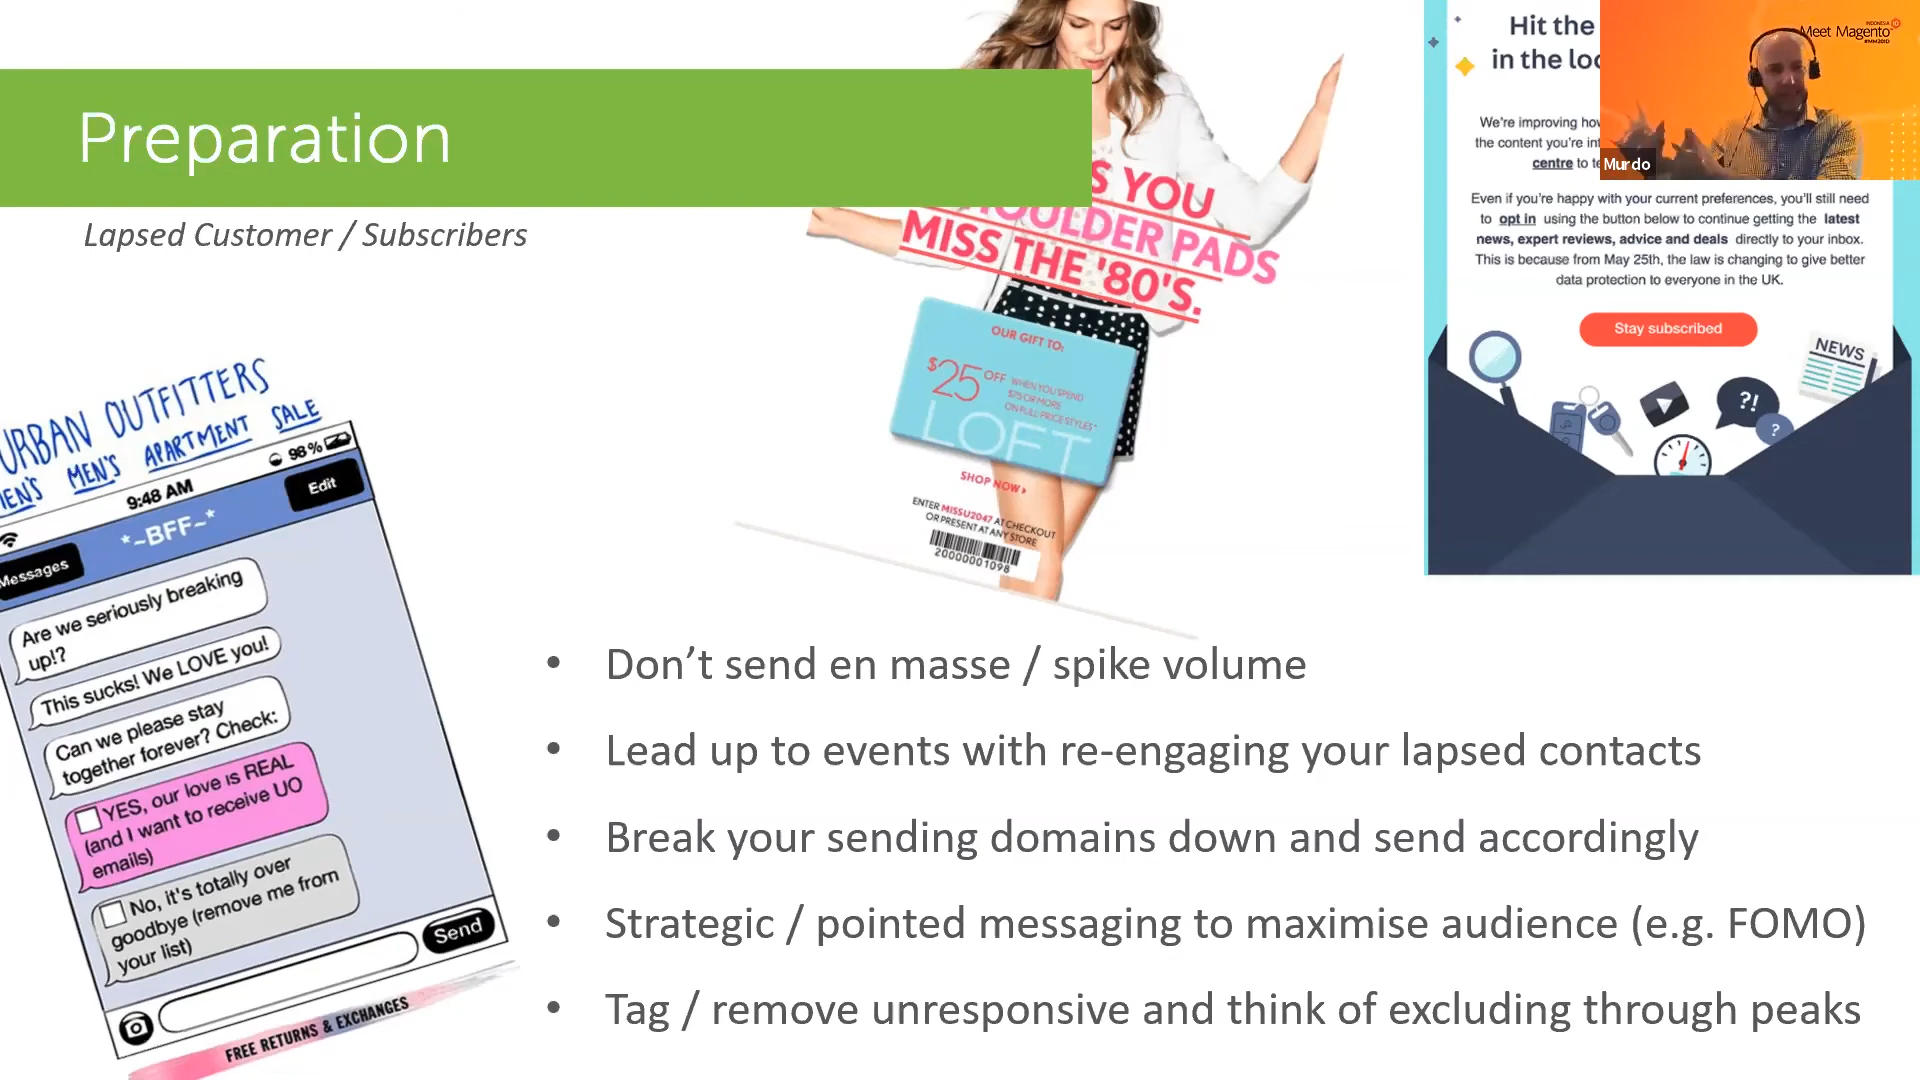 Preparation
Lapsed Customer / Subscribers
URBAN OUTFITTERS
MEN'S APARTMENT SALE
98%
9:48 AM
*~BFF~*
Edit
Messages
Are we seriously breaking
up!?
This sucks! We LOVE you!
Can we please stay
together forever? Check:
YES, our love is REAL
(and I want to receive UO
emails)
No, it's totally over
goodbye (remove me from
your list)
Send
FREE RETURNS & EXCHANGES
S YOU
OULDER PADS
MISS THE '80'S.
OUR GIFT TO:
$25 OFF WHEN YOU SPEND
$75 OR MORE
ON FULL PRICE STYLES*
LOFT
SHOP NOW›
ENTER MISSU2047 AT CHECKOUT
OR PRESENT AT ANY STORE
20000001098
Hit the
in the
We're improving how
the content you're
centre to
Even if you're happy with your current preferences, you'll still need
to opt in using the button below to continue getting the latest
news, expert reviews, advice and deals directly to your inbox.
This is because from May 25th, the law is changing to give better
data protection to everyone in the UK.
Stay subscribed
NEWS
?!
?
INDONESIA
Meet Magento
#MM20ID
Murdo
• Don't send en masse / spike volume
• Lead up to events with re-engaging your lapsed contacts
• Break your sending domains down and send accordingly
• Strategic / pointed messaging to maximise audience (e.g. FOMO)
• Tag / remove unresponsive and think of excluding through peaks